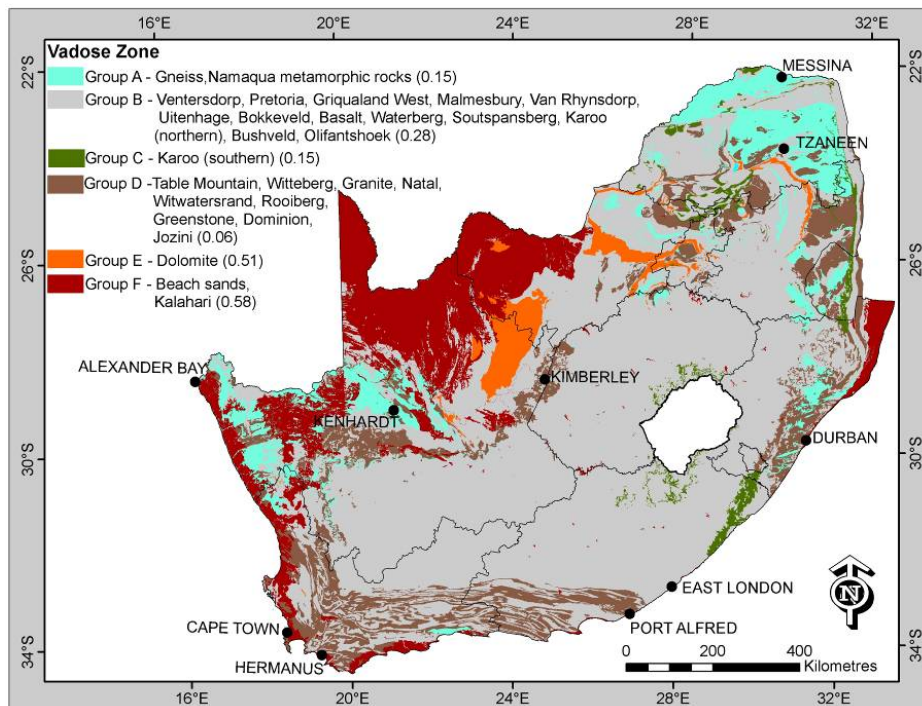 16°E 20°E 24°E 28°E 32°E
Vadose Zone
Group A - Gneiss,Namaqua metamorphic rocks (0.15)
Group B - Ventersdorp, Pretoria, Griqualand West, Malmesbury, Van Rhynsdorp,
Uitenhage, Bokkeveld, Basalt, Waterberg, Soutspansberg, Karoo
(northern), Bushveld, Olifantshoek (0.28)
Group C - Karoo (southern) (0.15)
Group D -Table Mountain, Witteberg, Granite, Natal,
Witwatersrand, Rooiberg,
Greenstone, Dominion,
Jozini (0.06)
Group E - Dolomite (0.51)
Group F - Beach sands,
Kalahari (0.58)
22°S
22°S
MESSINA
TZANEEN
26°S
26°S
ALEXANDER BAY
KIMBERLEY
KENHARDT
DURBAN
30°S
30°S
EAST LONDON
N
CAPE TOWN
PORT ALFRED
HERMANUS
34°S
34°S
0 200 400
Kilometres
16°E 20°E 24°E 28°E 32°E